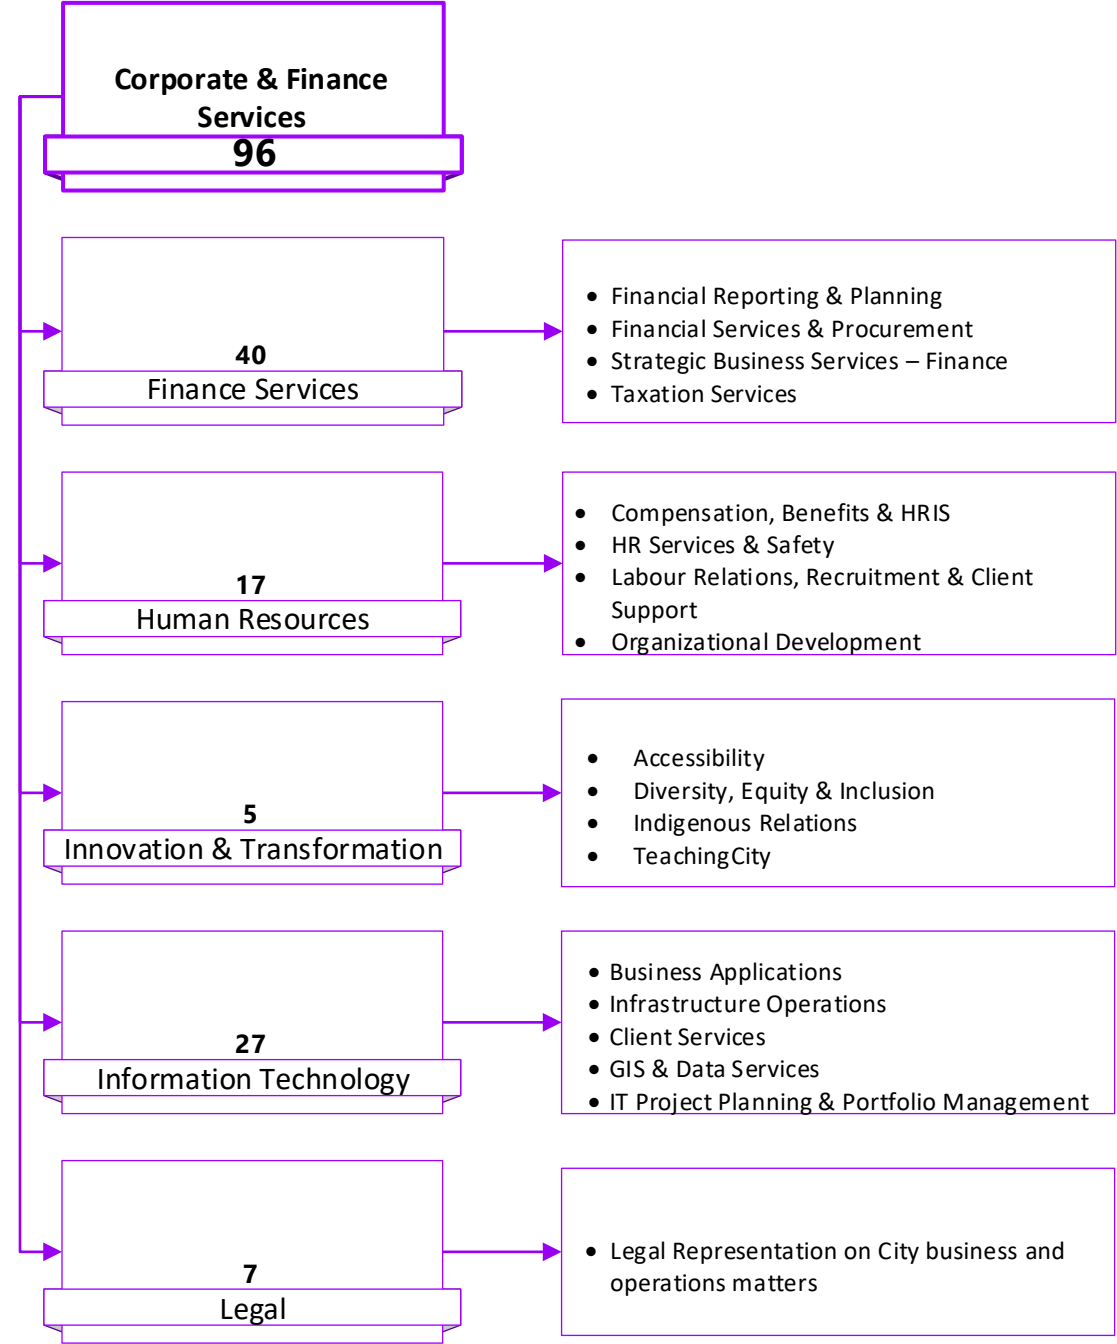 Corporate & Finance
Services
96
40
Finance Services
• Financial Reporting & Planning
• Financial Services & Procurement
• Strategic Business Services – Finance
• Taxation Services
17
Human Resources
• Compensation, Benefits & HRIS
• HR Services & Safety
• Labour Relations, Recruitment & Client
Support
• Organizational Development
5
Innovation & Transformation
• Accessibility
• Diversity, Equity & Inclusion
• Indigenous Relations
• TeachingCity
27
Information Technology
• Business Applications
• Infrastructure Operations
• Client Services
• GIS & Data Services
• IT Project Planning & Portfolio Management
7
Legal
• Legal Representation on City business and
operations matters